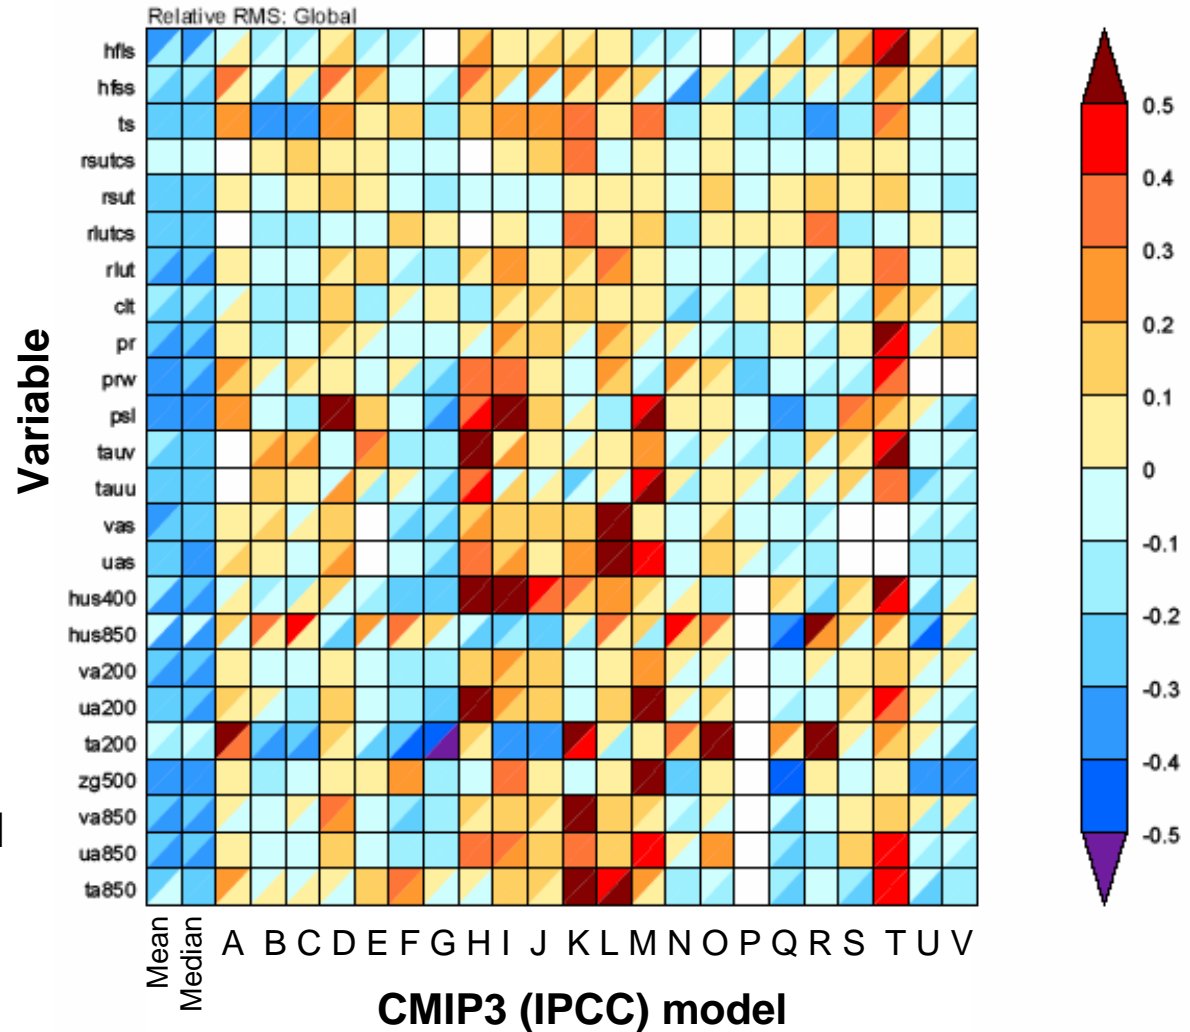 Relative RMS: Global
hfls
hfss
ts
rsutcs
rsut
rlutcs
rlut
clt
pr
prw
psl
tauv
tauu
vas
uas
hus400
hus850
va200
ua200
ta200
zg500
va850
ua850
ta850
Variable
Mean Median A B C D E F G H I J K L M N O P Q R S T U V
CMIP3 (IPCC) model
0.5
0.4
0.3
0.2
0.1
0
-0.1
-0.2
-0.3
-0.4
-0.5